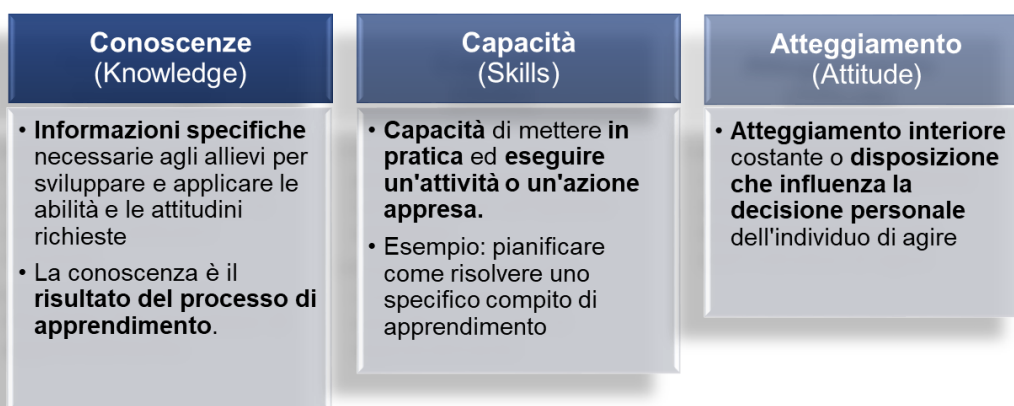 Conoscenze
(Knowledge)
• Informazioni specifiche
necessarie agli allievi per
sviluppare e applicare le
abilità e le attitudini
richieste
• La conoscenza è il
risultato del processo di
apprendimento.
Capacità
(Skills)
• Capacità di mettere in
pratica ed eseguire
un'attività o un'azione
appresa.
• Esempio: pianificare
come risolvere uno
specifico compito di
apprendimento
Atteggiamento
(Attitude)
• Atteggiamento interiore
costante o disposizione
che influenza la
decisione personale
dell'individuo di agire